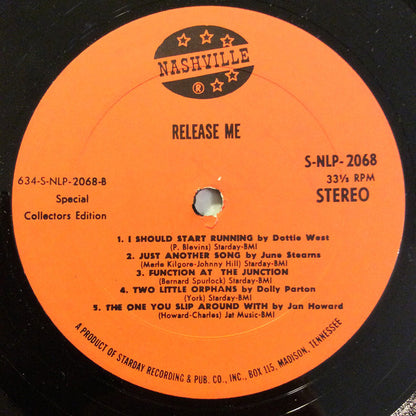 NASHVILLE
®
RELEASE ME
S-NLP-2068
33⅓ RPM
STEREO
634-S-NLP-2068-B
Special
Collectors Edition
1. I SHOULD START RUNNING by Dottie West
(P. Blevins) Starday-BMI
2. JUST ANOTHER SONG by June Stearns
(Merle Kilgore-Johnny Hill) Starday-BMI
3. FUNCTION AT THE JUNCTION
(Bernard Spurlock) Starday-BMI
4. TWO LITTLE ORPHANS by Dolly Parton
(York) Starday-BMI
5. THE ONE YOU SLIP AROUND WITH by Jan Howard
(Howard-Charles) Jat Music-BMI
A PRODUCT OF STARDAY RECORDING & PUB. CO., INC., BOX 115, MADISON, TENNESSEE